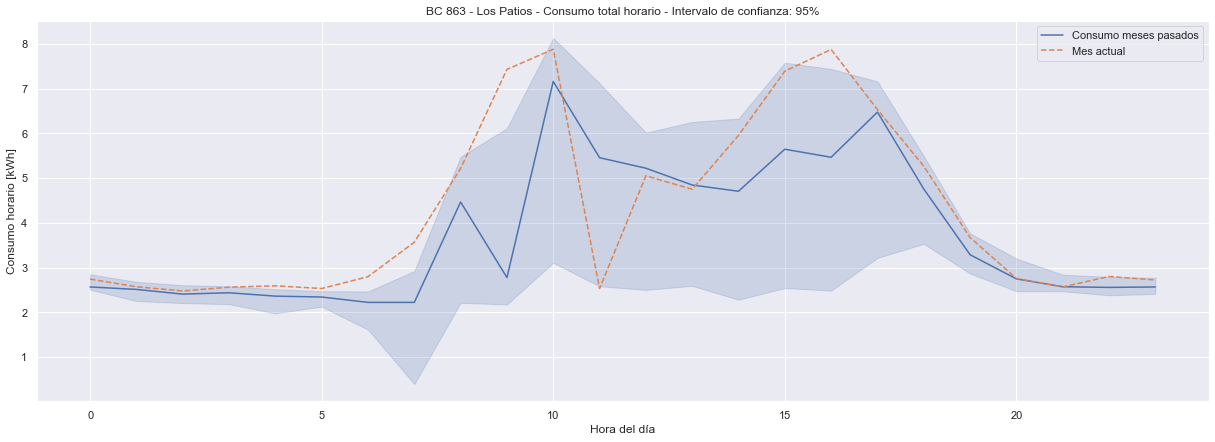 BC 863 - Los Patios - Consumo total horario - Intervalo de confianza: 95%
Consumo meses pasados
Mes actual
Consumo horario [kWh]
8
7
6
5
4
3
2
1
0
5
10
15
20
Hora del día